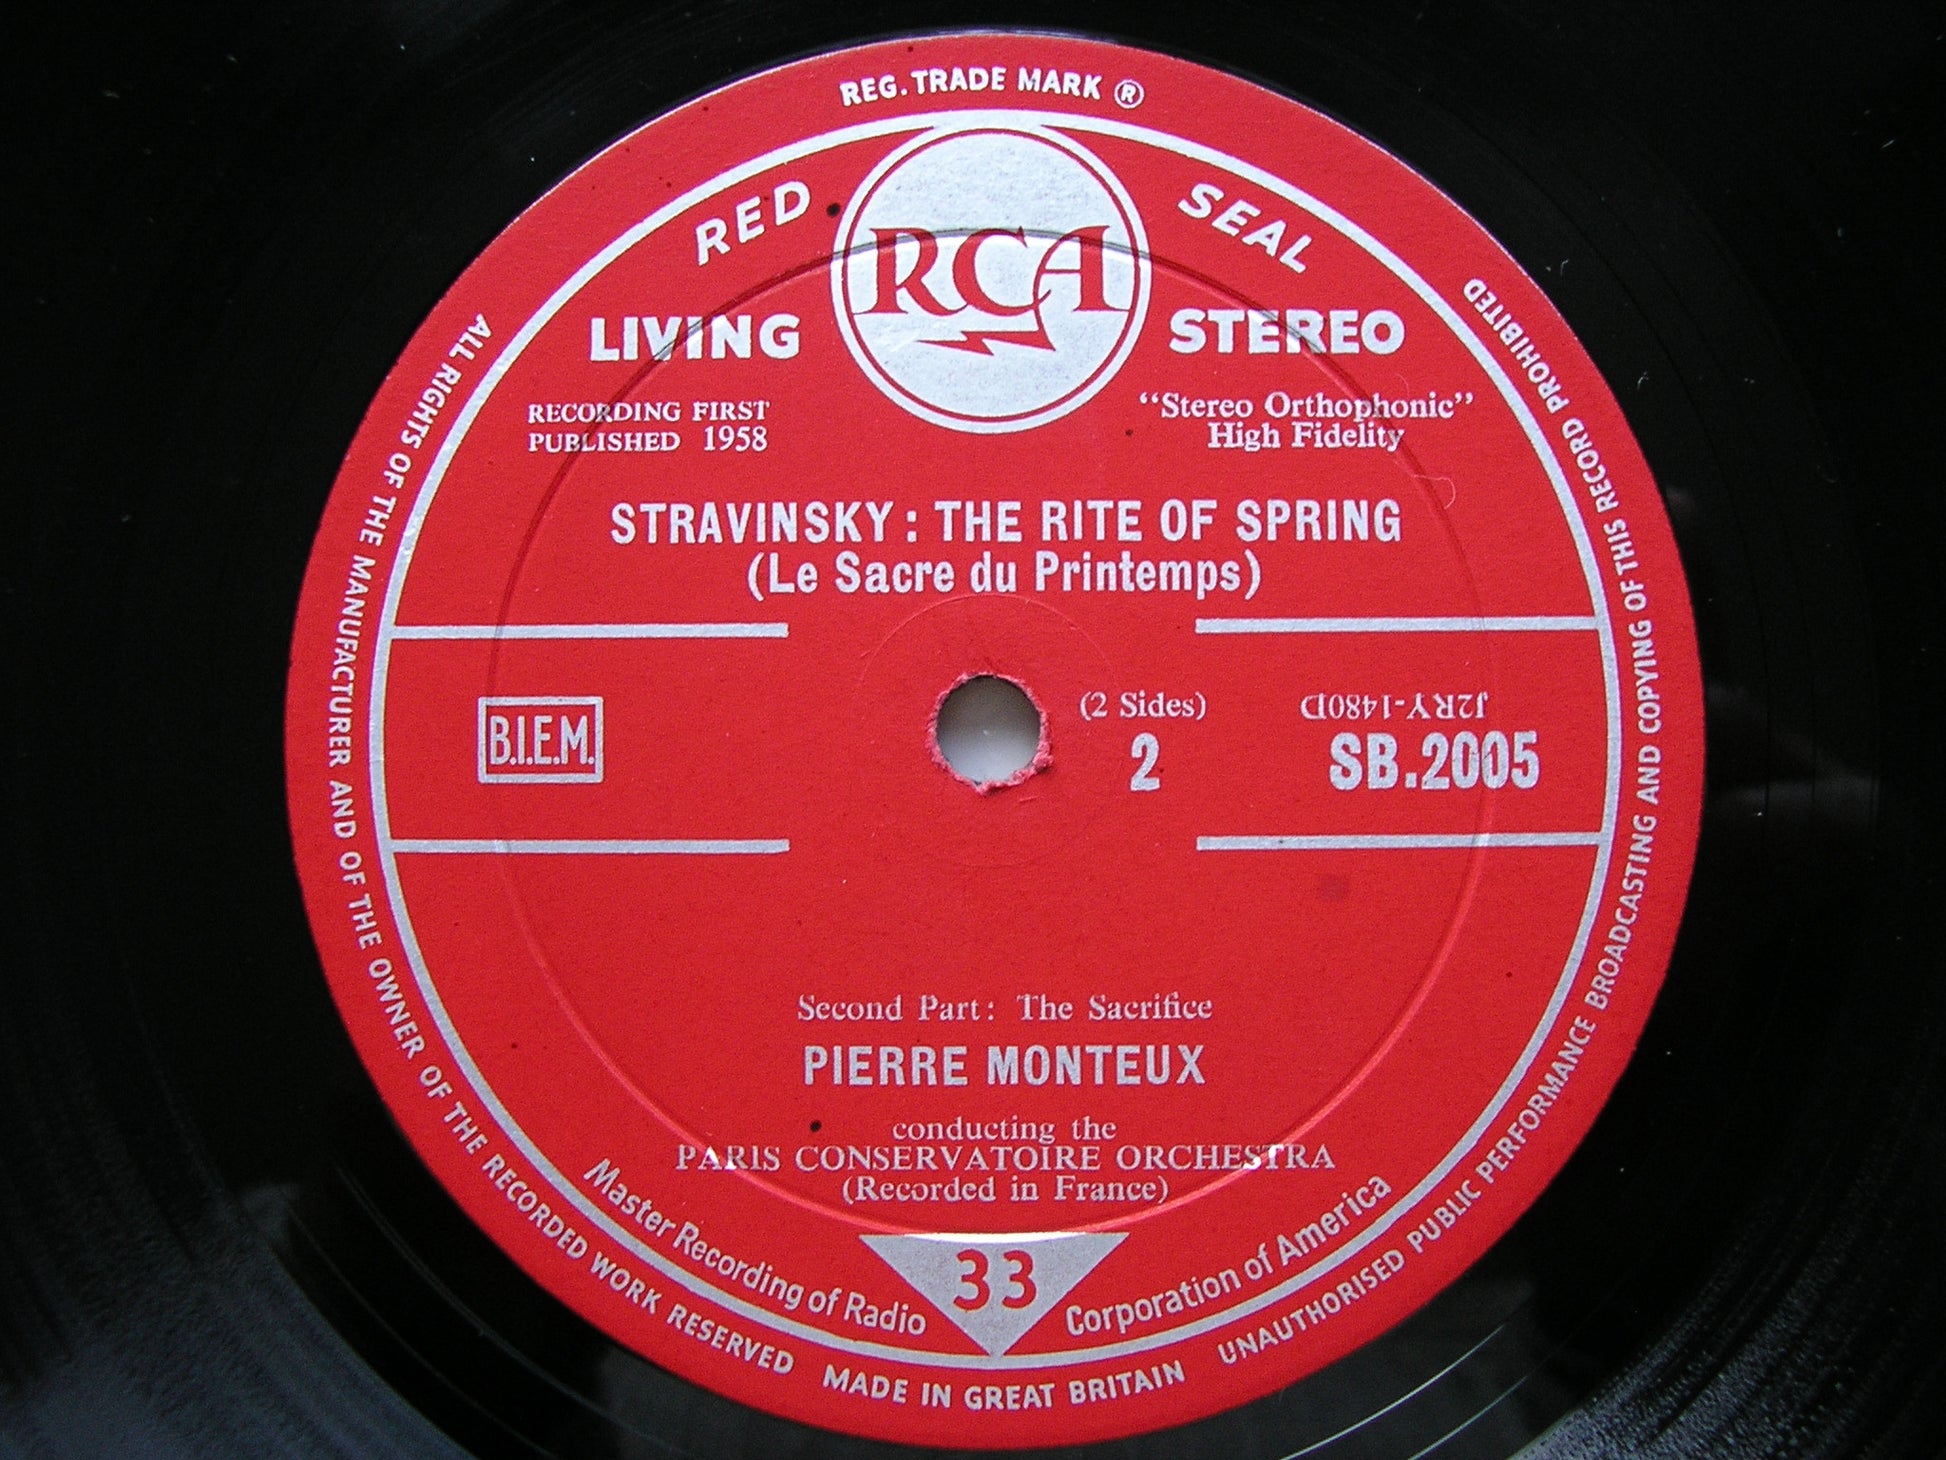 REG. TRADE MARK ®
RED SEAL
RCA
LIVING STEREO
RECORDING FIRST
PUBLISHED 1958
"Stereo Orthophonic"
High Fidelity
STRAVINSKY: THE RITE OF SPRING
(Le Sacre du Printemps)
B.I.E.M.
(2 Sides)
2
J2RY-1480D
SB.2005
Second Part: The Sacrifice
PIERRE MONTEUX
conducting the
PARIS CONSERVATOIRE ORCHESTRA
(Recorded in France)
33
Master Recording of Radio Corporation of America
ALL RIGHTS OF THE MANUFACTURER AND OF THE OWNER OF THE RECORDED WORK RESERVED
MADE IN GREAT BRITAIN
UNAUTHORISED PUBLIC PERFORMANCE BROADCASTING AND COPYING OF THIS RECORD PROHIBITED